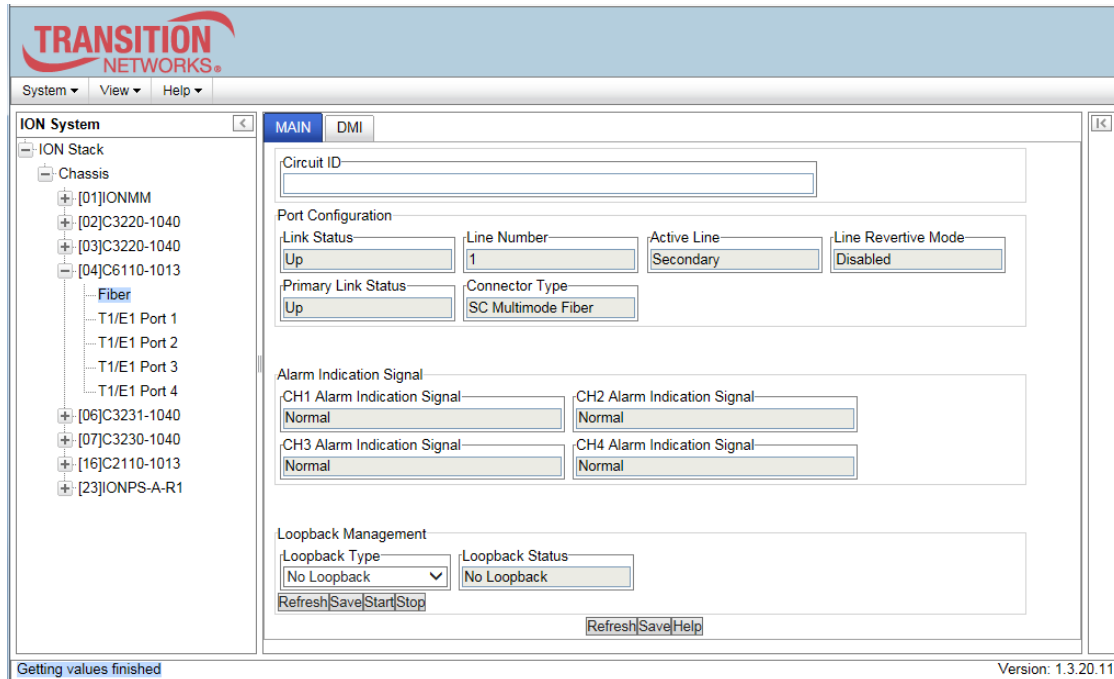 TRANSITION
NETWORKS®
System View Help
ION System
ION Stack
Chassis
[01]IONMM
[02]C3220-1040
[03]C3220-1040
[04]C6110-1013
Fiber
T1/E1 Port 1
T1/E1 Port 2
T1/E1 Port 3
T1/E1 Port 4
[06]C3231-1040
[07]C3230-1040
[16]C2110-1013
[23]IONPS-A-R1
MAIN DMI
Circuit ID
Port Configuration
Link Status Line Number Active Line Line Revertive Mode
Up 1 Secondary Disabled
Primary Link Status Connector Type
Up SC Multimode Fiber
Alarm Indication Signal
CH1 Alarm Indication Signal CH2 Alarm Indication Signal
Normal Normal
CH3 Alarm Indication Signal CH4 Alarm Indication Signal
Normal Normal
Loopback Management
Loopback Type Loopback Status
No Loopback No Loopback
Refresh Save Start Stop
Refresh Save Help
Getting values finished Version: 1.3.20.11